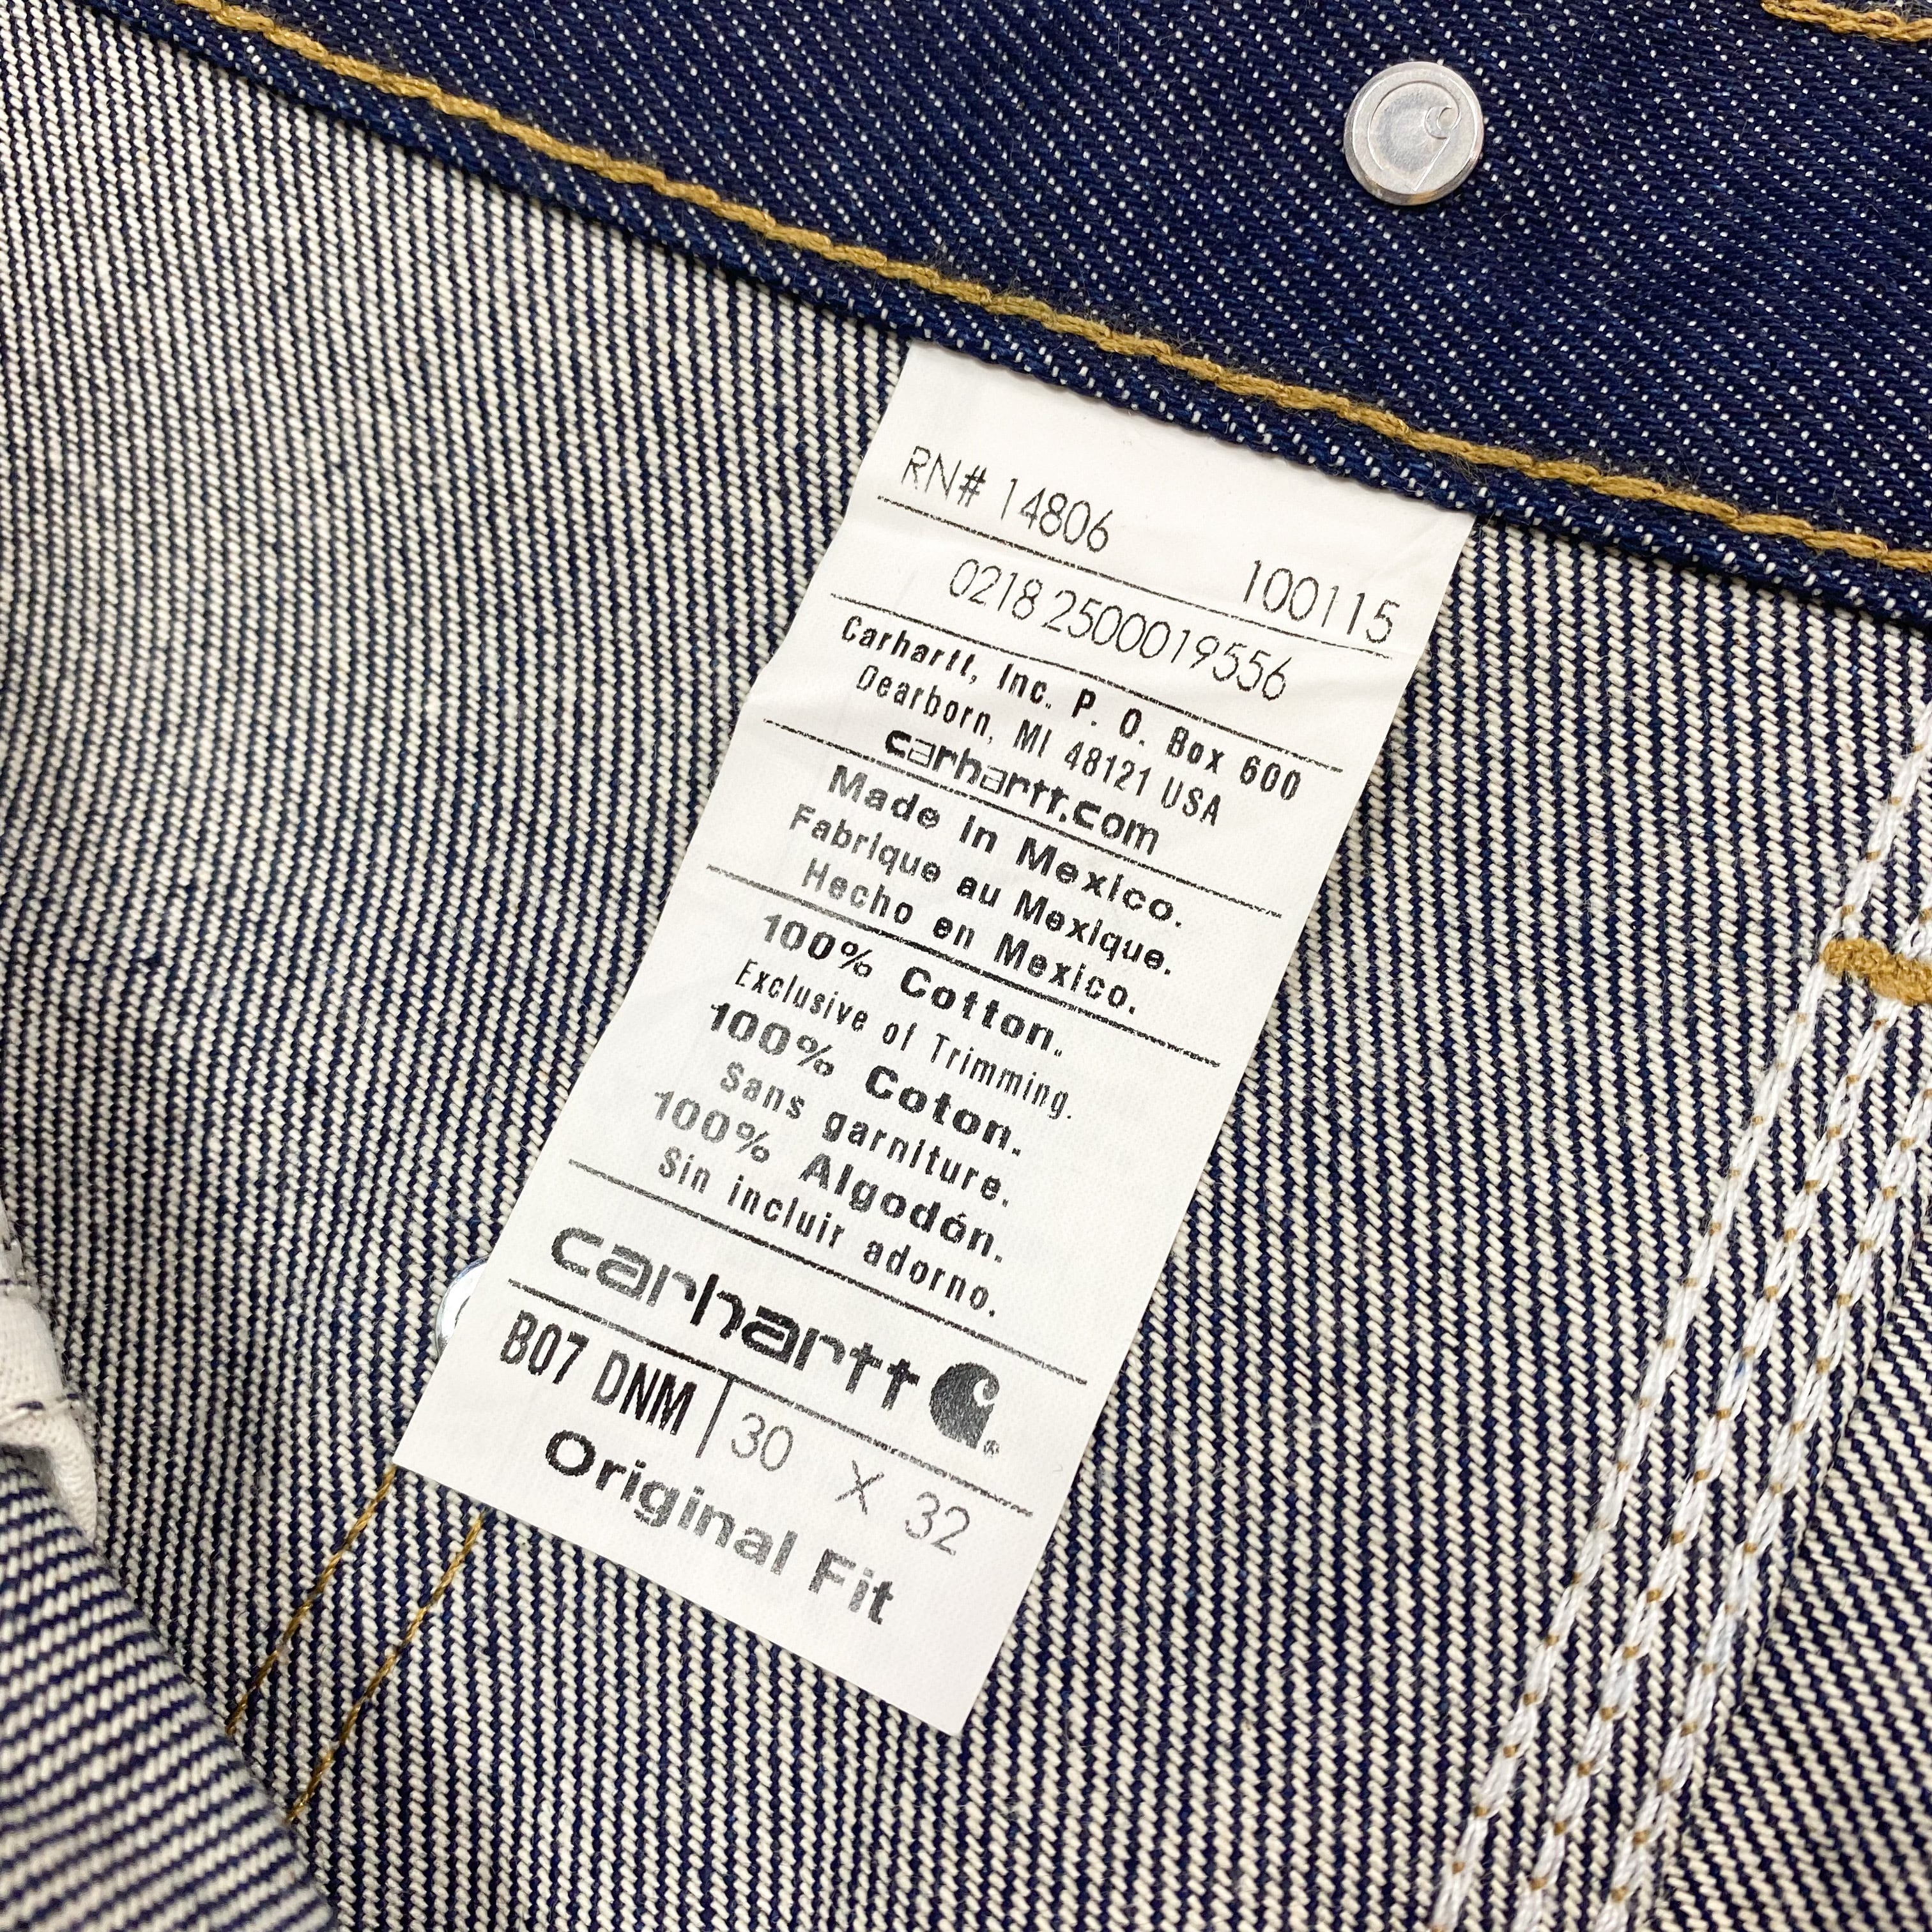 RN# 14806 100115
0218 2500019556
Carhartt, Inc. P. O. Box 600
Dearborn, MI 48121 USA
carhartt.com
Made in Mexico.
Fabrique au Mexique.
Hecho en Mexico.
100% Cotton.
Exclusive of Trimming.
100% Coton.
Sans garniture.
100% Algodón.
Sin incluir adorno.
carhartt ®
B07 DNM | 30 X 32
Original Fit